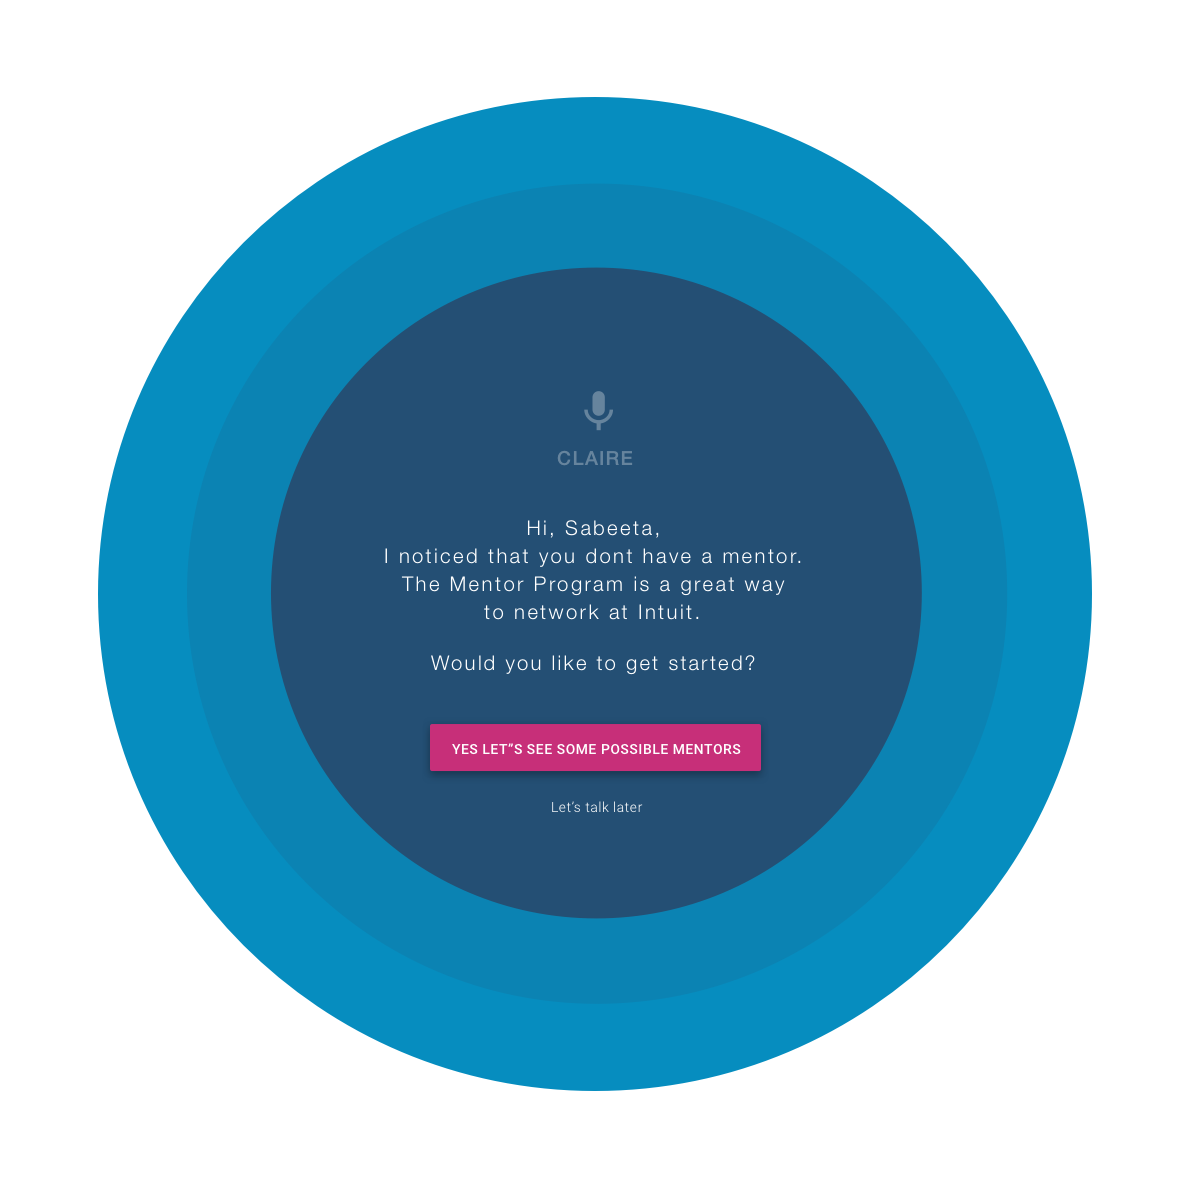 CLAIRE
Hi, Sabeeta,
I noticed that you dont have a mentor.
The Mentor Program is a great way
to network at Intuit.
Would you like to get started?
YES LET”S SEE SOME POSSIBLE MENTORS
Let’s talk later